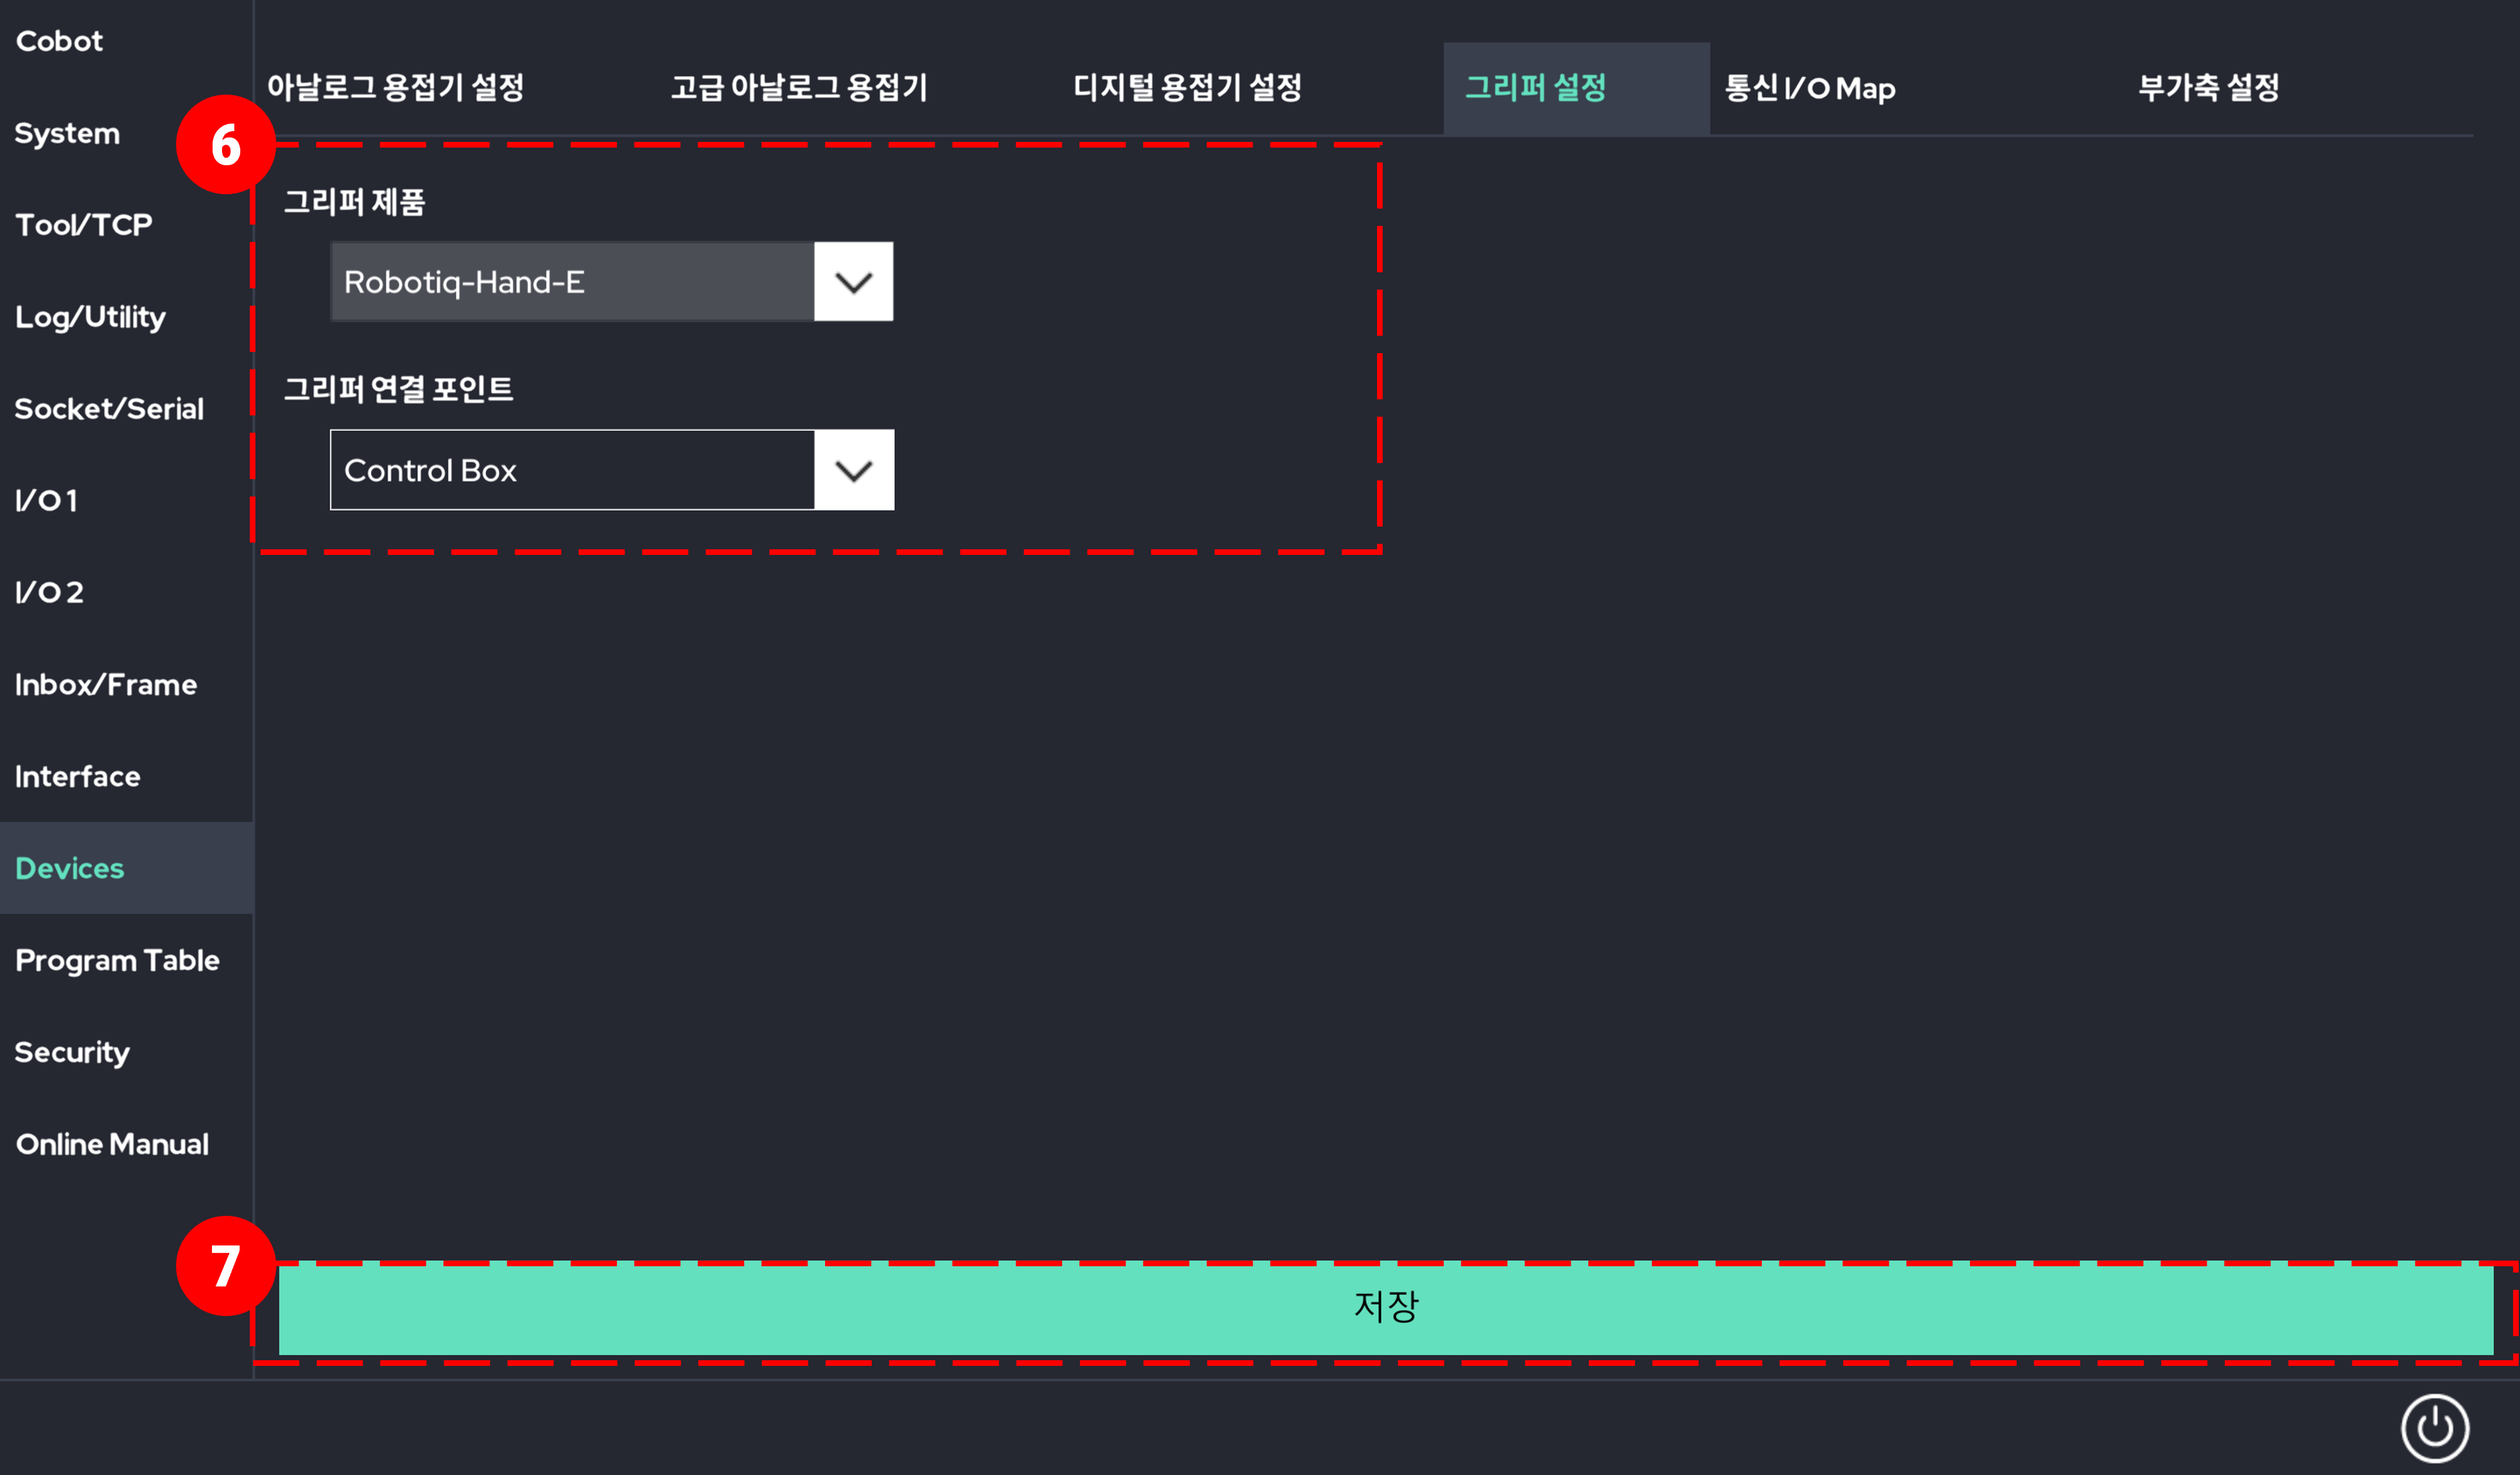 Cobot
System
Tool/TCP
Log/Utility
Socket/Serial
I/O 1
I/O 2
Inbox/Frame
Interface
Devices
Program Table
Security
Online Manual
아날로그 용접기 설정
고급 아날로그 용접기
디지털 용접기 설정
그리퍼 설정
통신 I/O Map
부가축 설정
6
그리퍼 제품
Robotiq-Hand-E
그리퍼 연결 포인트
Control Box
7
저장